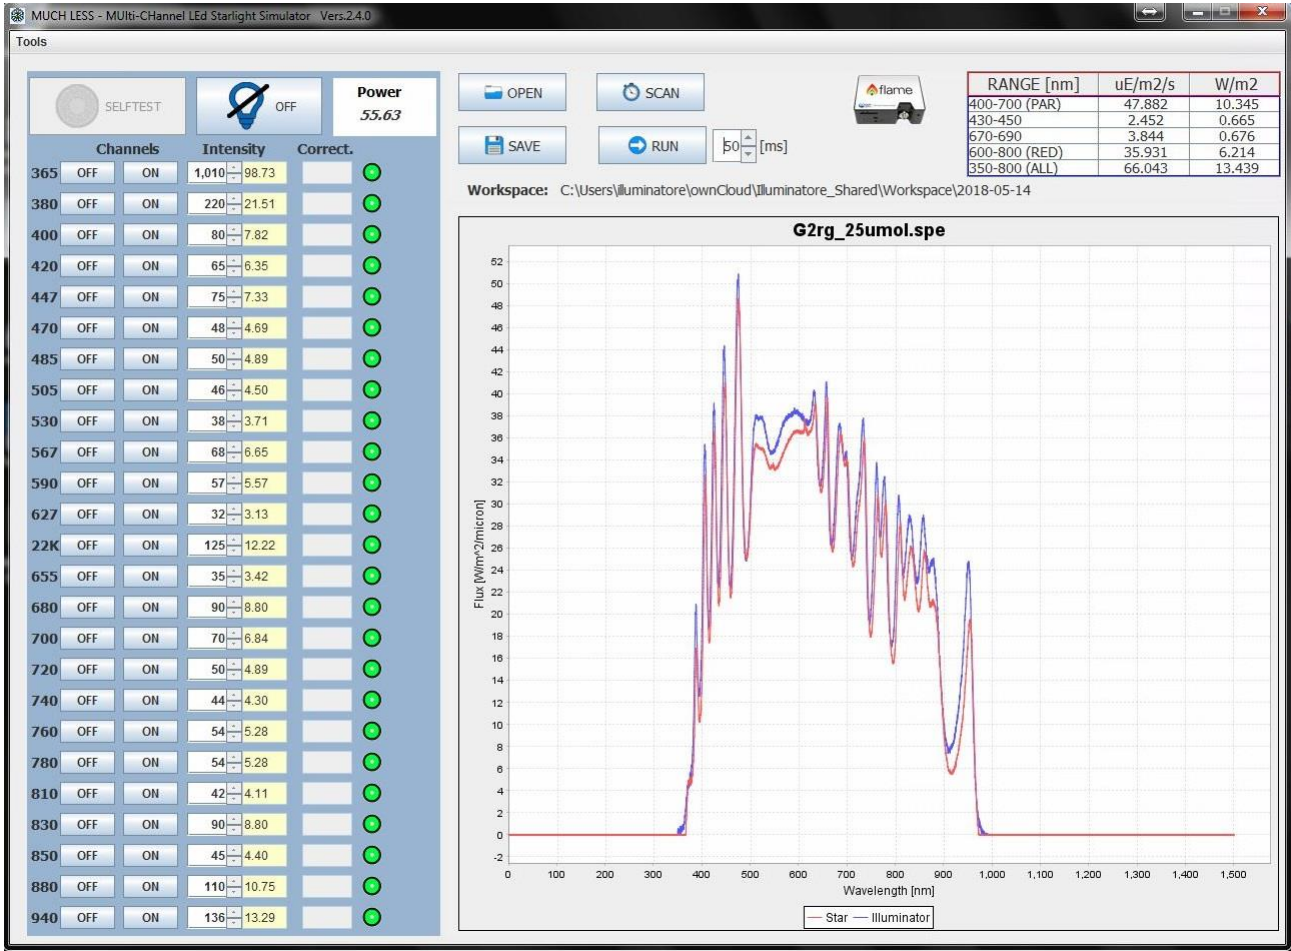 MUCH LESS - MUlti-CHannel LEd Starlight Simulator Vers.2.4.0
Tools
SELFTEST
OFF
Power
55.63
Channels Intensity Correct.
365 OFF ON 1,010 98.73
380 OFF ON 220 21.51
400 OFF ON 80 7.82
420 OFF ON 65 6.35
447 OFF ON 75 7.33
470 OFF ON 48 4.69
485 OFF ON 50 4.89
505 OFF ON 46 4.50
530 OFF ON 38 3.71
567 OFF ON 68 6.65
590 OFF ON 57 5.57
627 OFF ON 32 3.13
22K OFF ON 125 12.22
655 OFF ON 35 3.42
680 OFF ON 90 8.80
700 OFF ON 70 6.84
720 OFF ON 50 4.89
740 OFF ON 44 4.30
760 OFF ON 54 5.28
780 OFF ON 54 5.28
810 OFF ON 42 4.11
830 OFF ON 90 8.80
850 OFF ON 45 4.40
880 OFF ON 110 10.75
940 OFF ON 136 13.29
OPEN
SCAN
SAVE
RUN
50 [ms]
flame
RANGE [nm] uE/m2/s W/m2
400-700 (PAR) 47.882 10.345
430-450 2.452 0.665
670-690 3.844 0.676
600-800 (RED) 35.931 6.214
350-800 (ALL) 66.043 13.439
Workspace: C:\Users\illuminatore\ownCloud\Illuminatore_Shared\Workspace\2018-05-14
G2rg_25umol.spe
Flux [W/m^2/micron]
52
50
48
46
44
42
40
38
36
34
32
30
28
26
24
22
20
18
16
14
12
10
8
6
4
2
0
-2
0 100 200 300 400 500 600 700 800 900 1,000 1,100 1,200 1,300 1,400 1,500
Wavelength [nm]
Star Illuminator